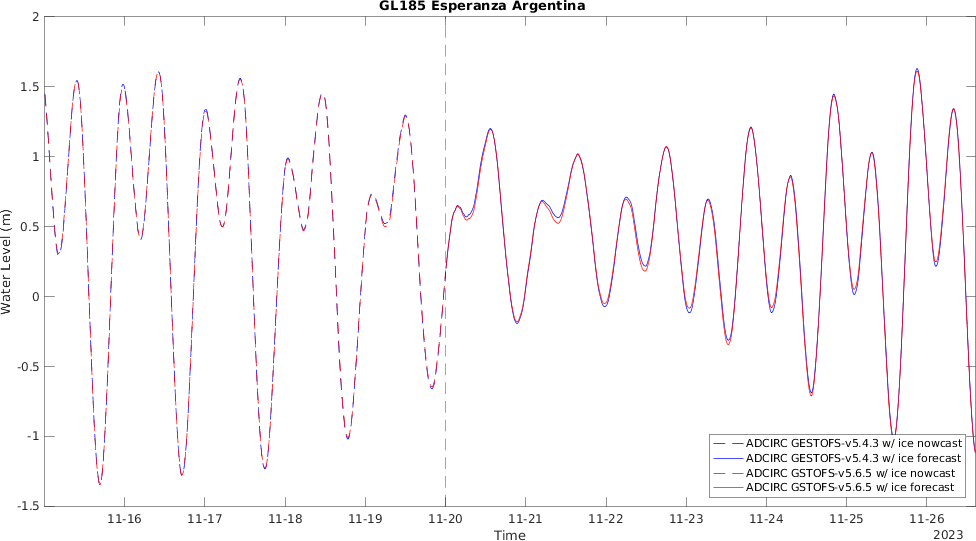 GL185 Esperanza Argentina
2
1.5
1
0.5
0
-0.5
-1
-1.5
Water Level (m)
ADCIRC GESTOFS-v5.4.3 w/ ice nowcast
ADCIRC GESTOFS-v5.4.3 w/ ice forecast
ADCIRC GSTOFS-v5.6.5 w/ ice nowcast
ADCIRC GSTOFS-v5.6.5 w/ ice forecast
11-16 11-17 11-18 11-19 11-20 11-21 11-22 11-23 11-24 11-25 11-26
Time
2023